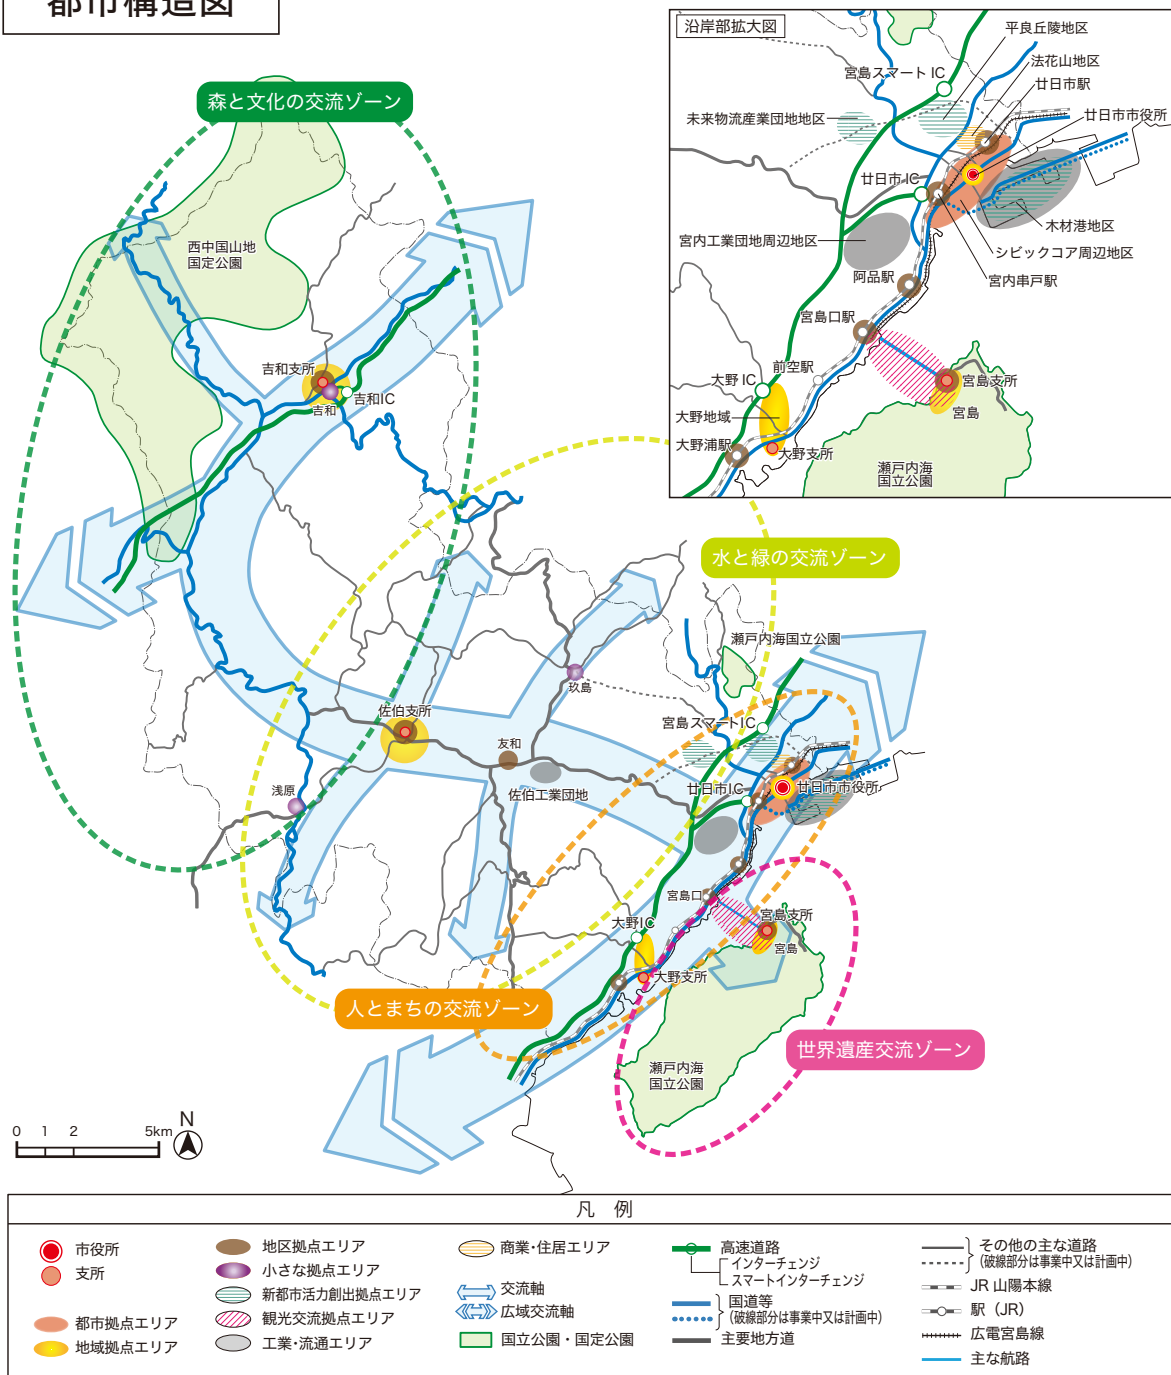 都市構造図
沿岸部拡大図
平良丘陵地区
法花山地区
宮島スマート IC
廿日市駅
未来物流産業団地地区
廿日市市役所
廿日市 IC
木材港地区
宮内工業団地周辺地区
シビックコア周辺地区
阿品駅
宮内串戸駅
宮島口駅
前空駅
大野 IC
宮島支所
大野地域
宮島
大野浦駅
大野支所
瀬戸内海
国立公園
森と文化の交流ゾーン
西中国山地
国定公園
吉和支所
吉和IC
吉和
水と緑の交流ゾーン
瀬戸内海国立公園
玖島
佐伯支所
宮島スマートIC
友和
浅原
佐伯工業団地
廿日市IC
廿日市市役所
宮島口
大野IC
宮島支所
宮島
大野支所
人とまちの交流ゾーン
世界遺産交流ゾーン
瀬戸内海
国立公園
0 1 2 5km
N
凡 例
市役所
支所
都市拠点エリア
地域拠点エリア
地区拠点エリア
小さな拠点エリア
新都市活力創出拠点エリア
観光交流拠点エリア
工業・流通エリア
商業・住居エリア
交流軸
広域交流軸
国立公園・国定公園
高速道路
インターチェンジ
スマートインターチェンジ
国道等
(破線部分は事業中又は計画中)
主要地方道
その他の主な道路
(破線部分は事業中又は計画中)
JR 山陽本線
駅（JR）
広電宮島線
主な航路